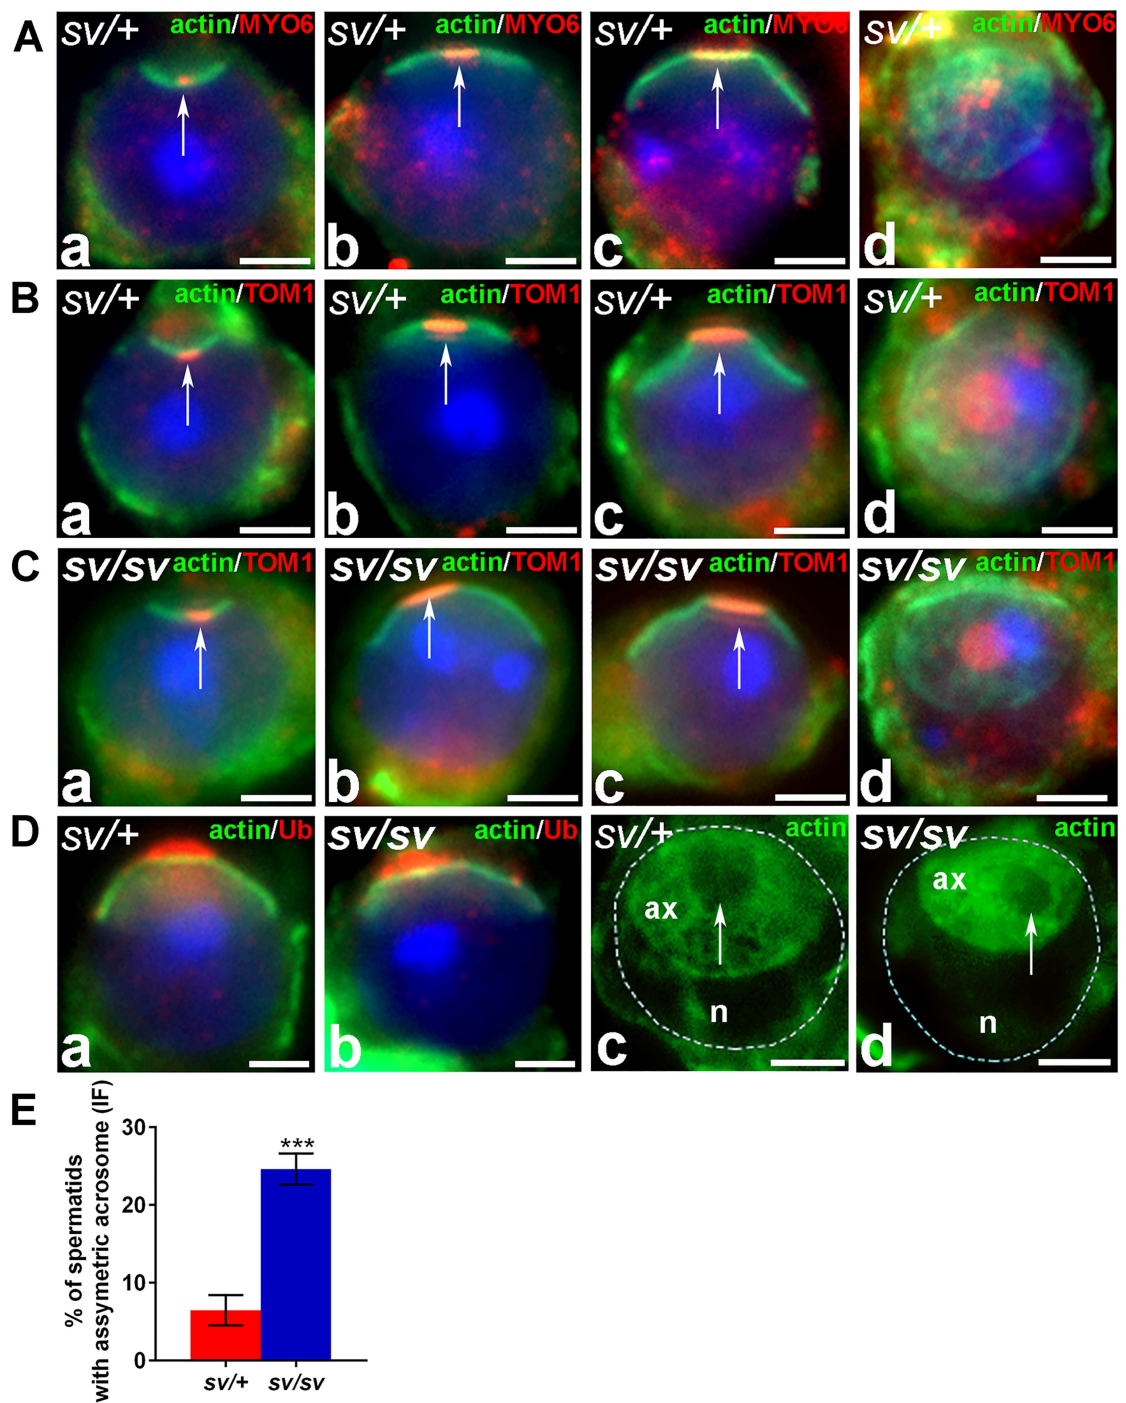 A
sv/+ actin/MYO6
a
sv/+ actin/MYO6
b
sv/+ actin/MYO6
c
sv/+ actin/MYO6
d
B
sv/+ actin/TOM1
a
sv/+ actin/TOM1
b
sv/+ actin/TOM1
c
sv/+ actin/TOM1
d
C
sv/sv actin/TOM1
a
sv/sv actin/TOM1
b
sv/sv actin/TOM1
c
sv/sv actin/TOM1
d
D
sv/+ actin/Ub
a
sv/sv actin/Ub
b
sv/+ actin
ax
n
c
sv/sv actin
ax
n
d
E
% of spermatids
with assymetric acrosome (IF)
30
20
10
0
***
sv/+ sv/sv